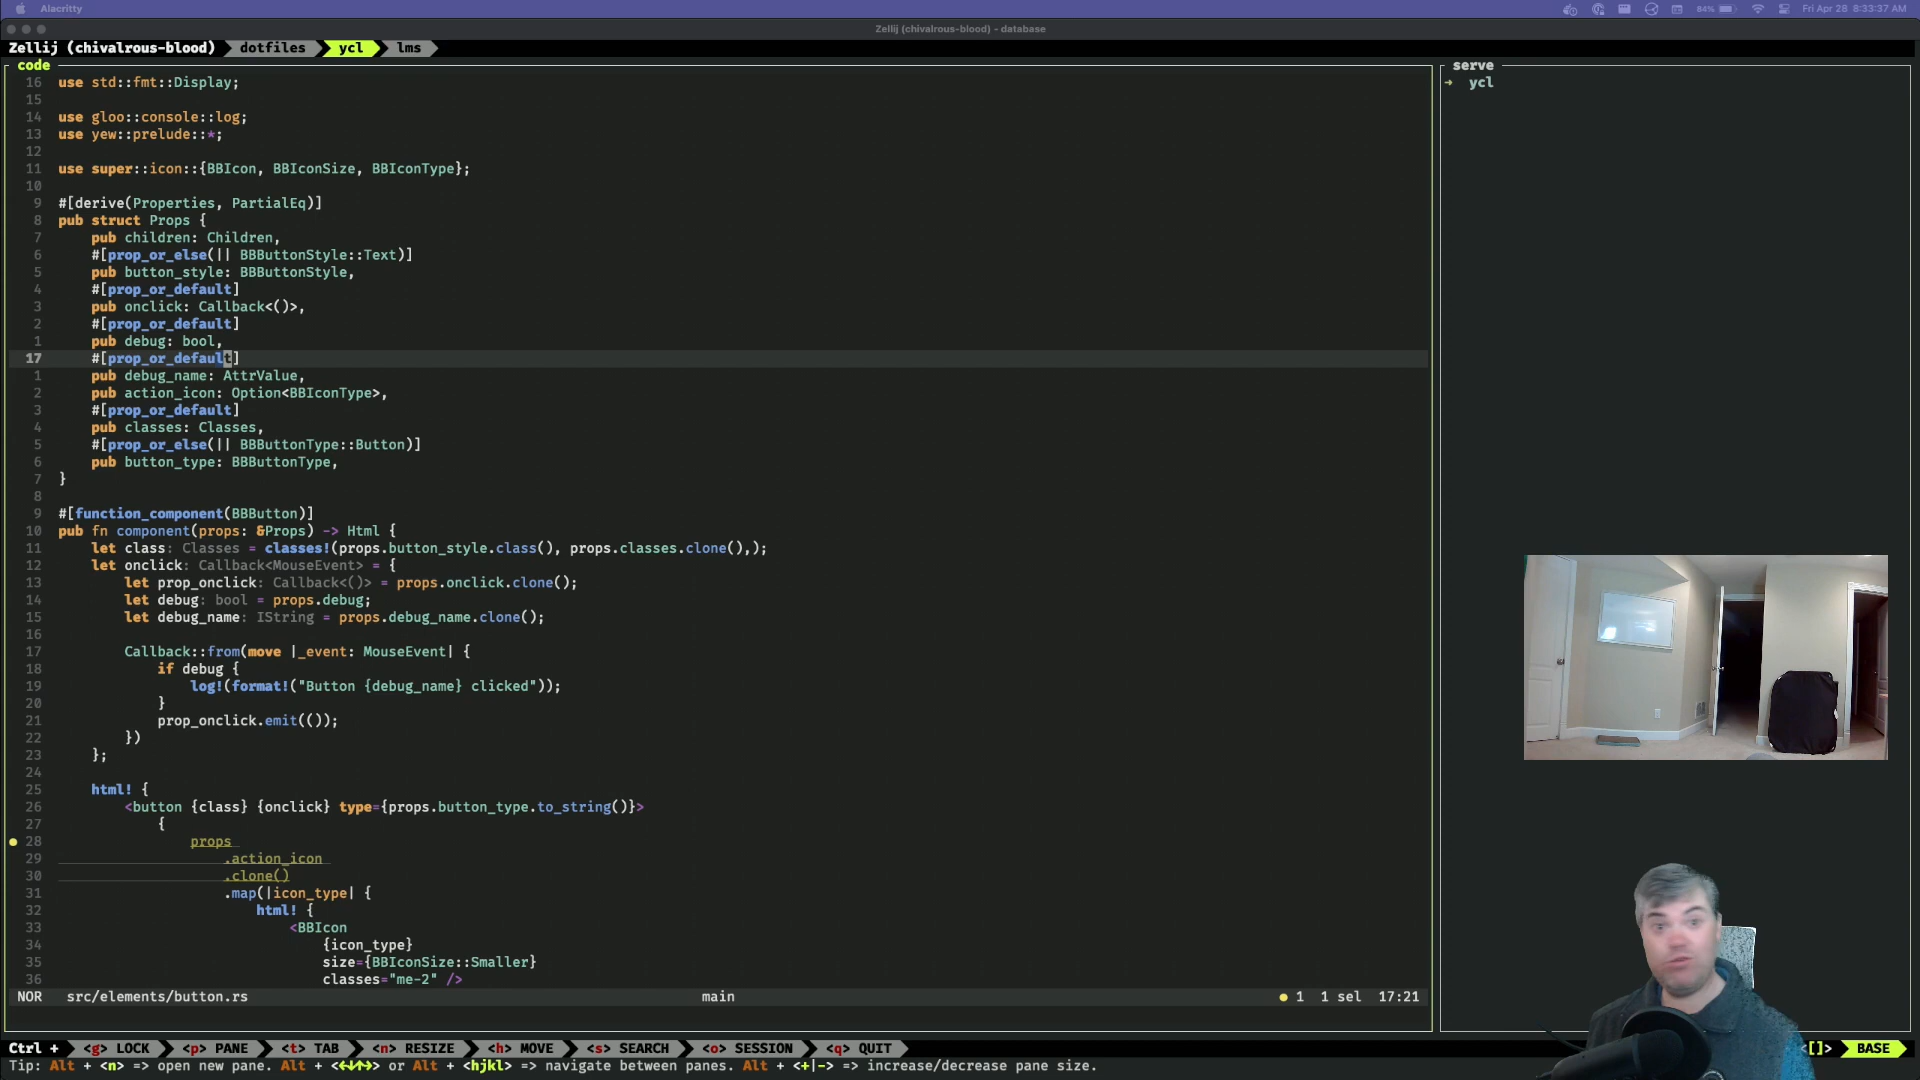 Alacritty
84%
Fri Apr 28 8:33:37 AM
Zellij (chivalrous-blood) - database
Zellij (chivalrous-blood) dotfiles ycl lms
code
16 use std::fmt::Display;
15
14 use gloo::console::log;
13 use yew::prelude::*;
12
11 use super::icon::{BBIcon, BBIconSize, BBIconType};
10
9 #[derive(Properties, PartialEq)]
8 pub struct Props {
7 pub children: Children,
6 #[prop_or_else(|| BBButtonStyle::Text)]
5 pub button_style: BBButtonStyle,
4 #[prop_or_default]
3 pub onclick: Callback<()>,
2 #[prop_or_default]
1 pub debug: bool,
17 #[prop_or_default]
1 pub debug_name: AttrValue,
2 pub action_icon: Option<BBIconType>,
3 #[prop_or_default]
4 pub classes: Classes,
5 #[prop_or_else(|| BBButtonType::Button)]
6 pub button_type: BBButtonType,
7 }
8
9 #[function_component(BBButton)]
10 pub fn component(props: &Props) -> Html {
11 let class: Classes = classes!(props.button_style.class(), props.classes.clone(),);
12 let onclick: Callback<MouseEvent> = {
13 let prop_onclick: Callback<()> = props.onclick.clone();
14 let debug: bool = props.debug;
15 let debug_name: IString = props.debug_name.clone();
16
17 Callback::from(move |_event: MouseEvent| {
18 if debug {
19 log!(format!("Button {debug_name} clicked"));
20 }
21 prop_onclick.emit(());
22 })
23 };
24
25 html! {
26 <button {class} {onclick} type={props.button_type.to_string()}>
27 {
28 props
29 .action_icon
30 .clone()
31 .map(|icon_type| {
32 html! {
33 <BBIcon
34 {icon_type}
35 size={BBIconSize::Smaller}
36 classes="me-2" />
NOR src/elements/button.rs main ● 1 1 sel 17:21
serve
→ ycl
Ctrl + <g> LOCK <p> PANE <t> TAB <n> RESIZE <h> MOVE <s> SEARCH <o> SESSION <q> QUIT <[]> BASE
Tip: Alt + <n> => open new pane. Alt + <←↓↑→> or Alt + <hjkl> => navigate between panes. Alt + <+|-> => increase/decrease pane size.